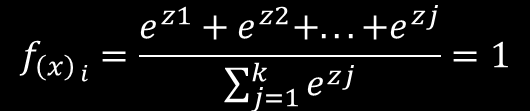 f(x) i = e^{z1} + e^{z2}+...+e^{zj} / ∑_{j=1}^{k} e^{zj} = 1